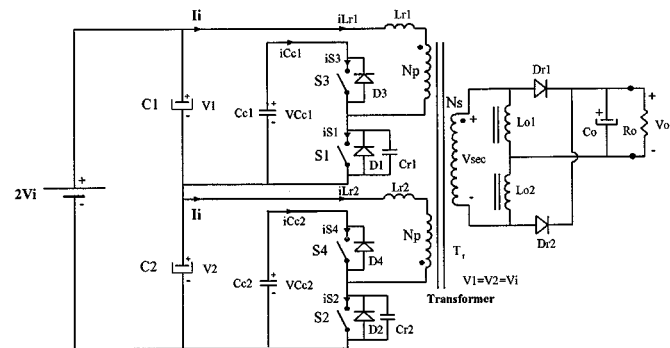 Ii
iLr1
Lr1
iCc1
iS3
S3
D3
Np
C1
V1
Cc1
VCc1
iS1
S1
D1
Cr1
Ns
Dr1
Lo1
Vsec
Co
Ro
Vo
2Vi
Ii
iLr2
Lr2
Lo2
iCc2
iS4
S4
D4
Np
Dr2
C2
V2
Cc2
VCc2
iS2
S2
D2
Cr2
Tr
V1=V2=Vi
Transformer